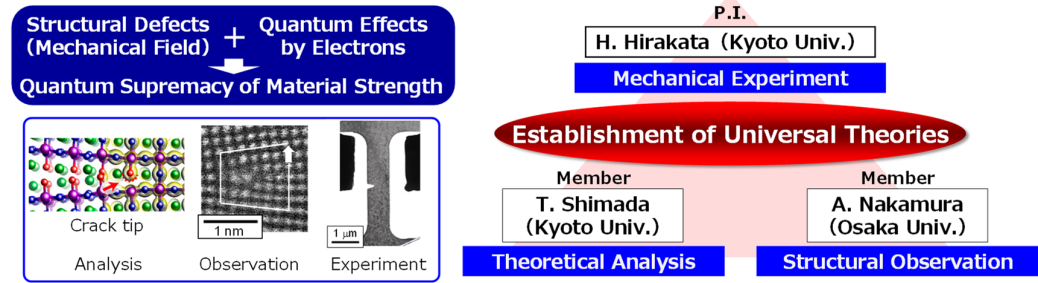 Structural Defects
(Mechanical Field)
+
Quantum Effects
by Electrons
Quantum Supremacy of Material Strength
Crack tip
1 nm
1 μm
Analysis
Observation
Experiment
P.I.
H. Hirakata (Kyoto Univ.)
Mechanical Experiment
Establishment of Universal Theories
Member
T. Shimada
(Kyoto Univ.)
Theoretical Analysis
Member
A. Nakamura
(Osaka Univ.)
Structural Observation